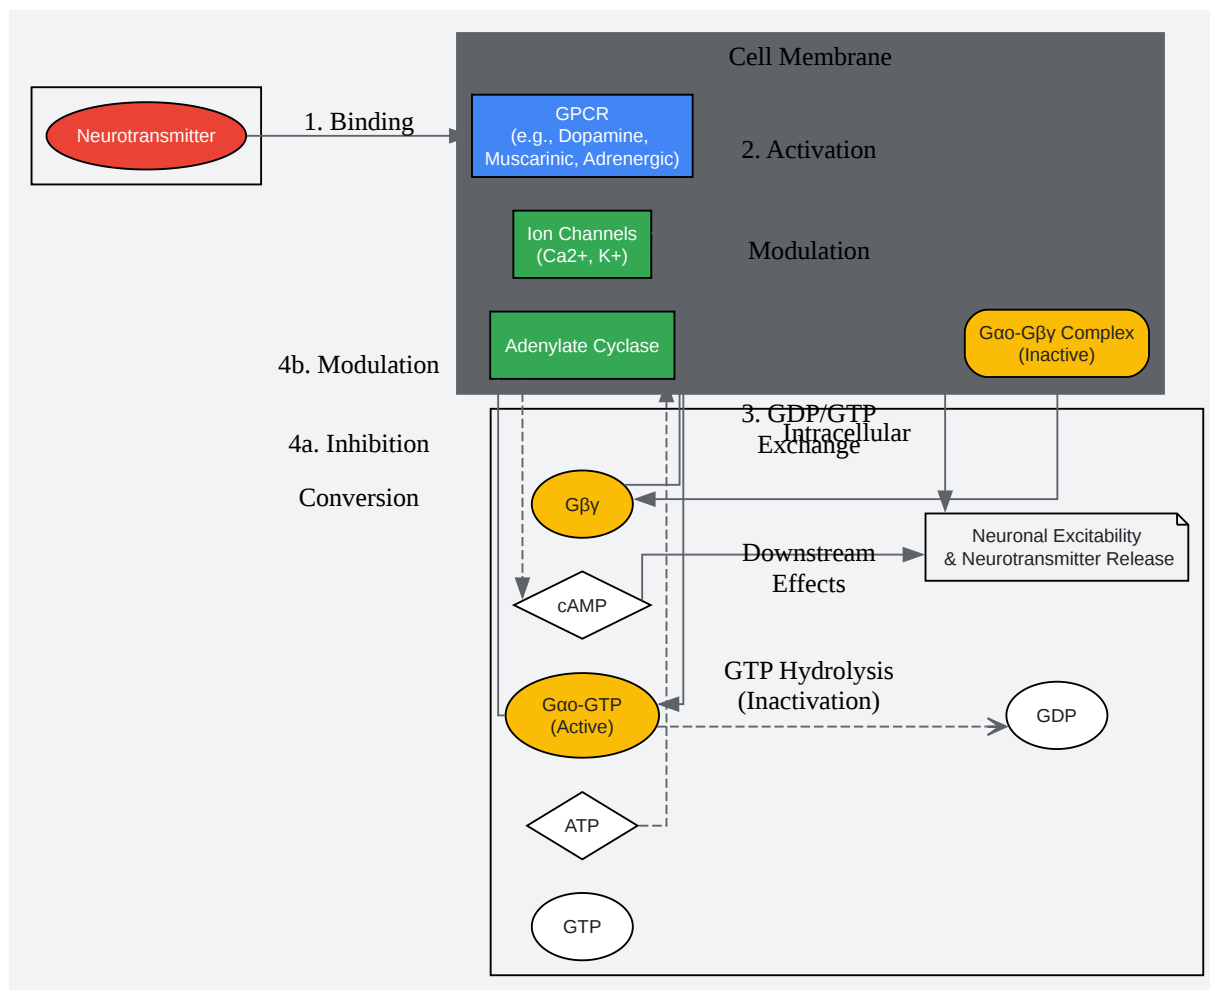 Cell Membrane
Neurotransmitter
1. Binding
GPCR
(e.g., Dopamine,
Muscarinic, Adrenergic)
2. Activation
Ion Channels
(Ca2+, K+)
Modulation
Adenylate Cyclase
Gαo-Gβγ Complex
(Inactive)
4b. Modulation
3. GDP/GTP
Exchange
Intracellular
4a. Inhibition
Conversion
Gβγ
Neuronal Excitability
& Neurotransmitter Release
Downstream
Effects
cAMP
GTP Hydrolysis
(Inactivation)
Gαo-GTP
(Active)
GDP
ATP
GTP